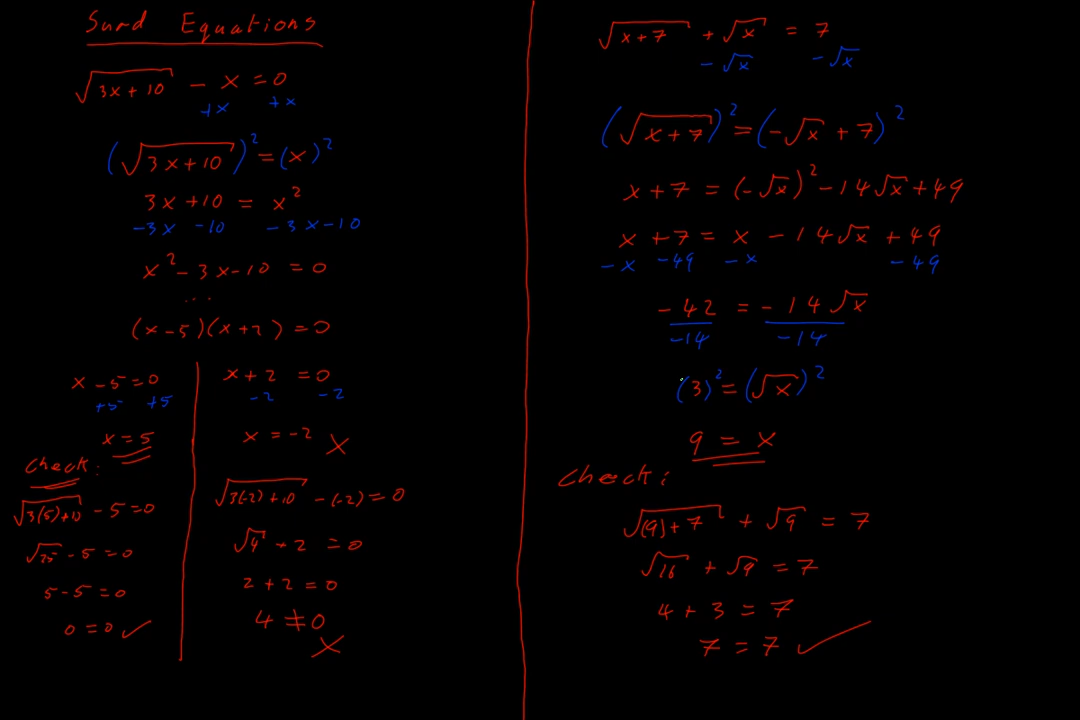 Surd Equations
√(3x+10) - x = 0
+x +x
(√(3x+10))² = (x)²
3x+10 = x²
-3x -10 -3x-10
x² - 3x - 10 = 0
...
(x-5)(x+2) = 0
x - 5 = 0
+5 +5
x = 5
Check:
√(3(5)+10) - 5 = 0
√25 - 5 = 0
5 - 5 = 0
0 = 0 ✓
x + 2 = 0
-2 -2
x = -2 X
√(3(-2)+10) - (-2) = 0
√4 + 2 = 0
2 + 2 = 0
4 ≠ 0
X
√(x+7) + √x = 7
-√x -√x
(√(x+7))² = (-√x + 7)²
x + 7 = (-√x)² - 14√x + 49
x + 7 = x - 14√x + 49
-x -49 -x -49
-42 = -14√x
-14 -14
(3)² = (√x)²
9 = x
Check:
√((9)+7) + √9 = 7
√16 + √9 = 7
4 + 3 = 7
7 = 7 ✓